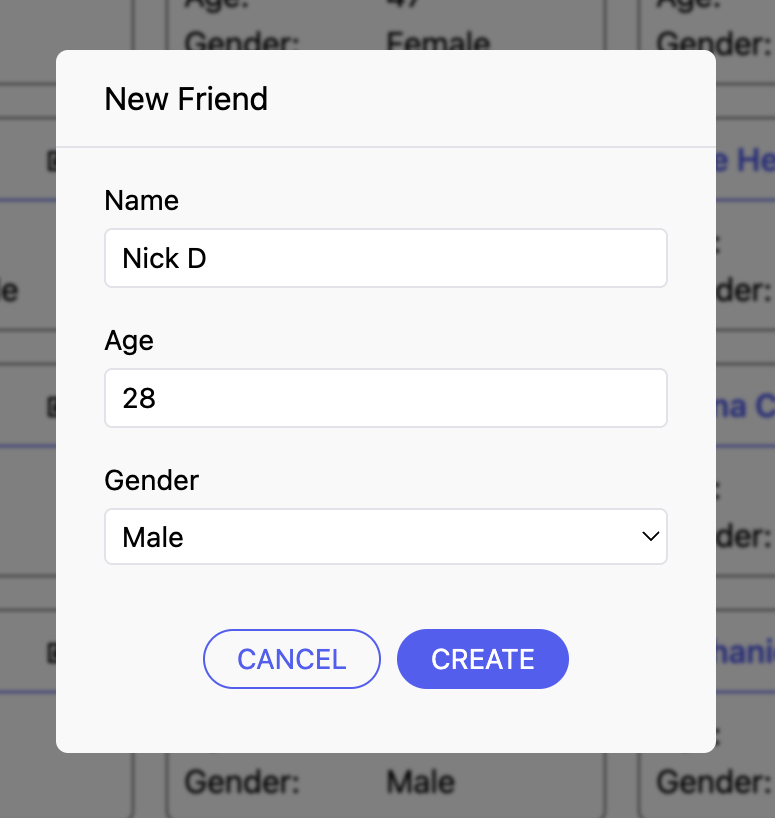 Age: 47 Age:
Gender: Female Gender:
New Friend
Name
Nick D
Age
28
Gender
Male
CANCEL
CREATE
Gender: Male Gender: